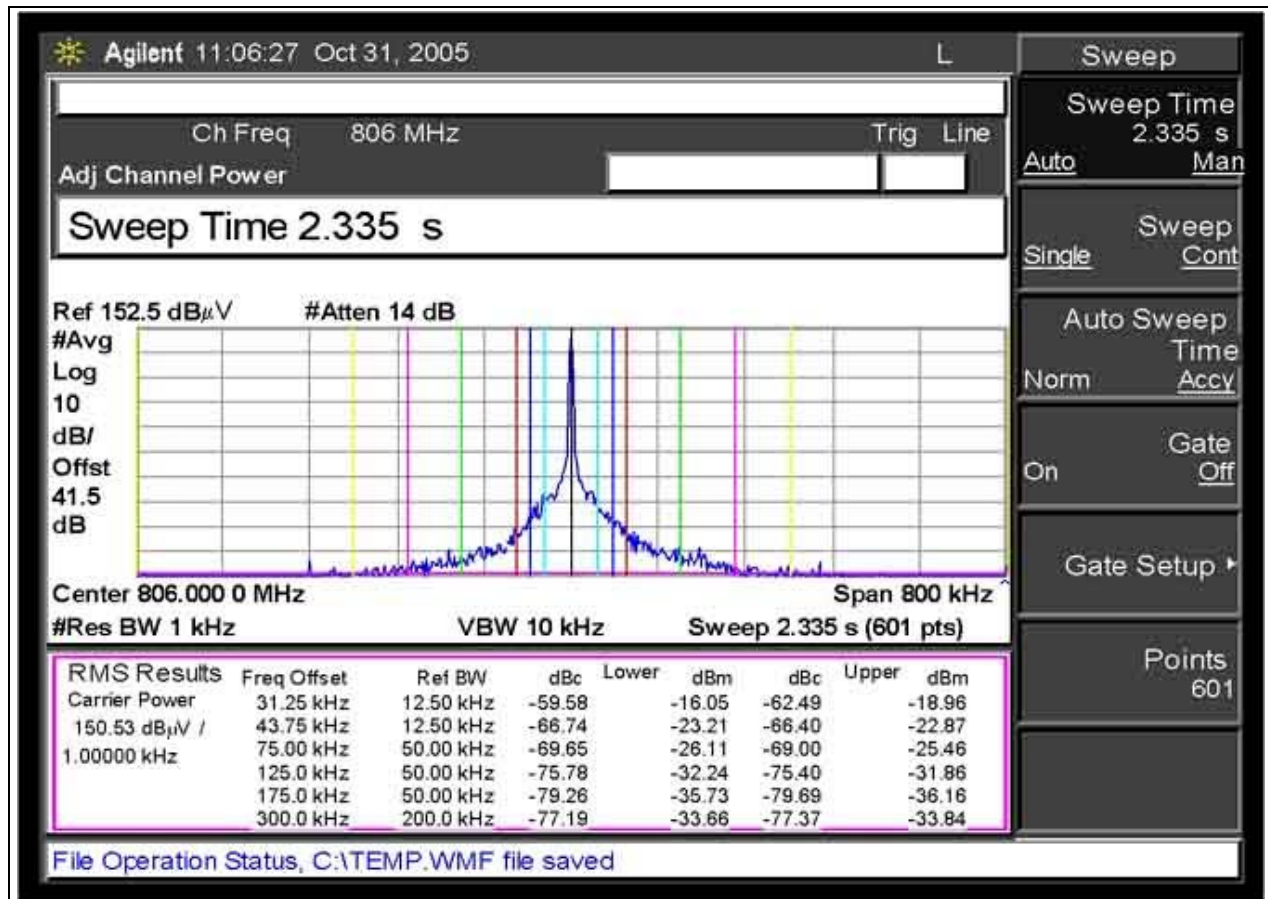 Agilent 11:06:27 Oct 31, 2005 L
Ch Freq 806 MHz Trig Line
Adj Channel Power
Sweep Time 2.335 s
Ref 152.5 dBµV #Atten 14 dB
#Avg
Log
10
dB/
Offst
41.5
dB
Center 806.000 0 MHz Span 800 kHz
#Res BW 1 kHz VBW 10 kHz Sweep 2.335 s (601 pts)
RMS Results Freq Offset Ref BW dBc Lower dBm dBc Upper dBm
Carrier Power 31.25 kHz 12.50 kHz -59.58 -16.05 -62.49 -18.96
150.53 dBµV / 43.75 kHz 12.50 kHz -66.74 -23.21 -66.40 -22.87
1.00000 kHz 75.00 kHz 50.00 kHz -69.65 -26.11 -69.00 -25.46
125.0 kHz 50.00 kHz -75.78 -32.24 -75.40 -31.86
175.0 kHz 50.00 kHz -79.26 -35.73 -79.69 -36.16
300.0 kHz 200.0 kHz -77.19 -33.66 -77.37 -33.84
File Operation Status, C:\TEMP.WMF file saved
Sweep
Sweep Time
2.335 s
Auto Man
Sweep
Single Cont
Auto Sweep
Time
Norm Accy
Gate
On Off
Gate Setup
Points
601